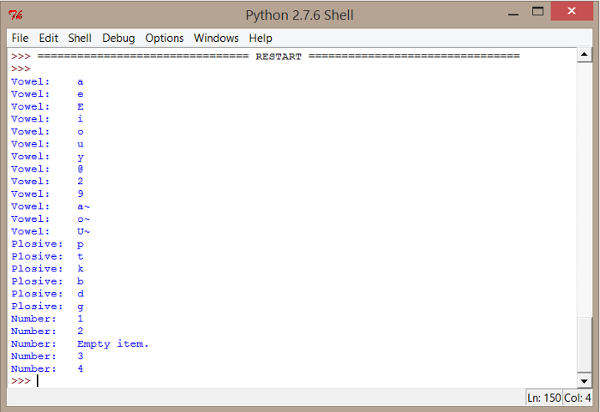 Python 2.7.6 Shell
File Edit Shell Debug Options Windows Help
>>> ================================ RESTART ================================
>>>
Vowel: a
Vowel: e
Vowel: E
Vowel: i
Vowel: o
Vowel: u
Vowel: y
Vowel: @
Vowel: 2
Vowel: 9
Vowel: a~
Vowel: o~
Vowel: U~
Plosive: p
Plosive: t
Plosive: k
Plosive: b
Plosive: d
Plosive: g
Number: 1
Number: 2
Number: Empty item.
Number: 3
Number: 4
>>>
Ln: 150 Col: 4